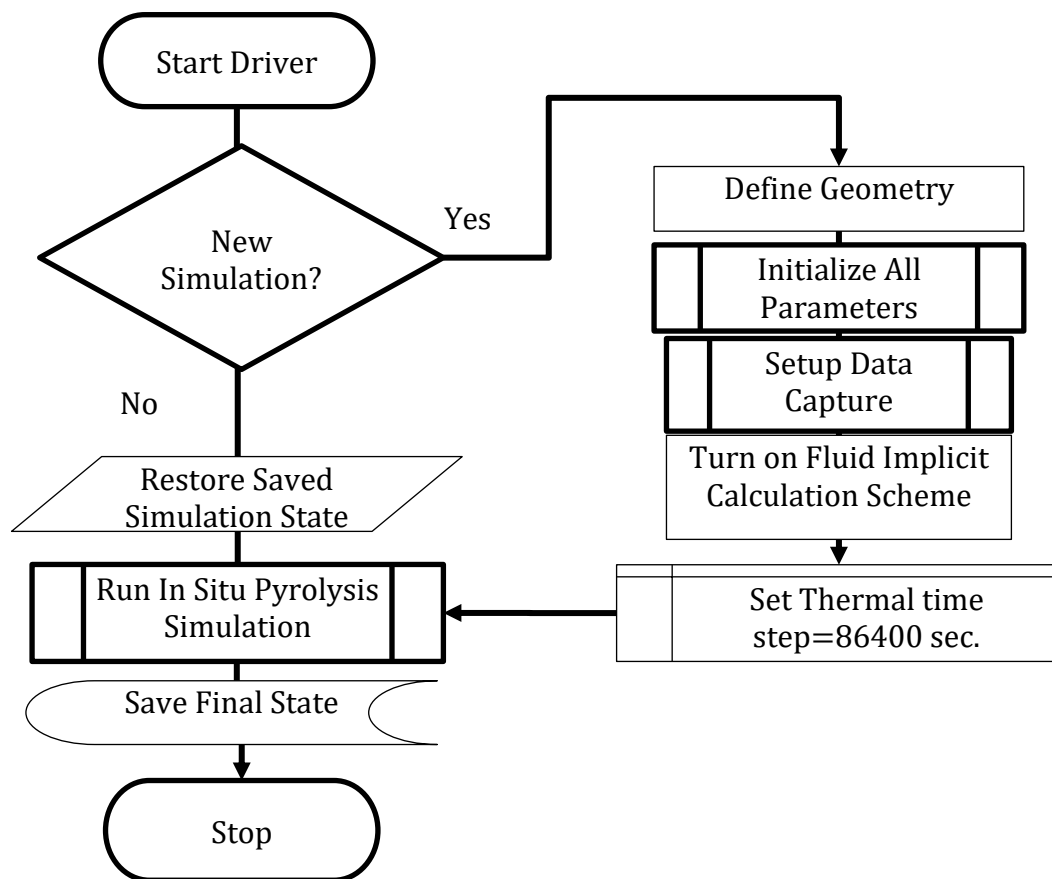 Start Driver
New
Simulation?
Yes
No
Restore Saved
Simulation State
Run In Situ Pyrolysis
Simulation
Save Final State
Stop
Define Geometry
Initialize All
Parameters
Setup Data
Capture
Turn on Fluid Implicit
Calculation Scheme
Set Thermal time
step=86400 sec.